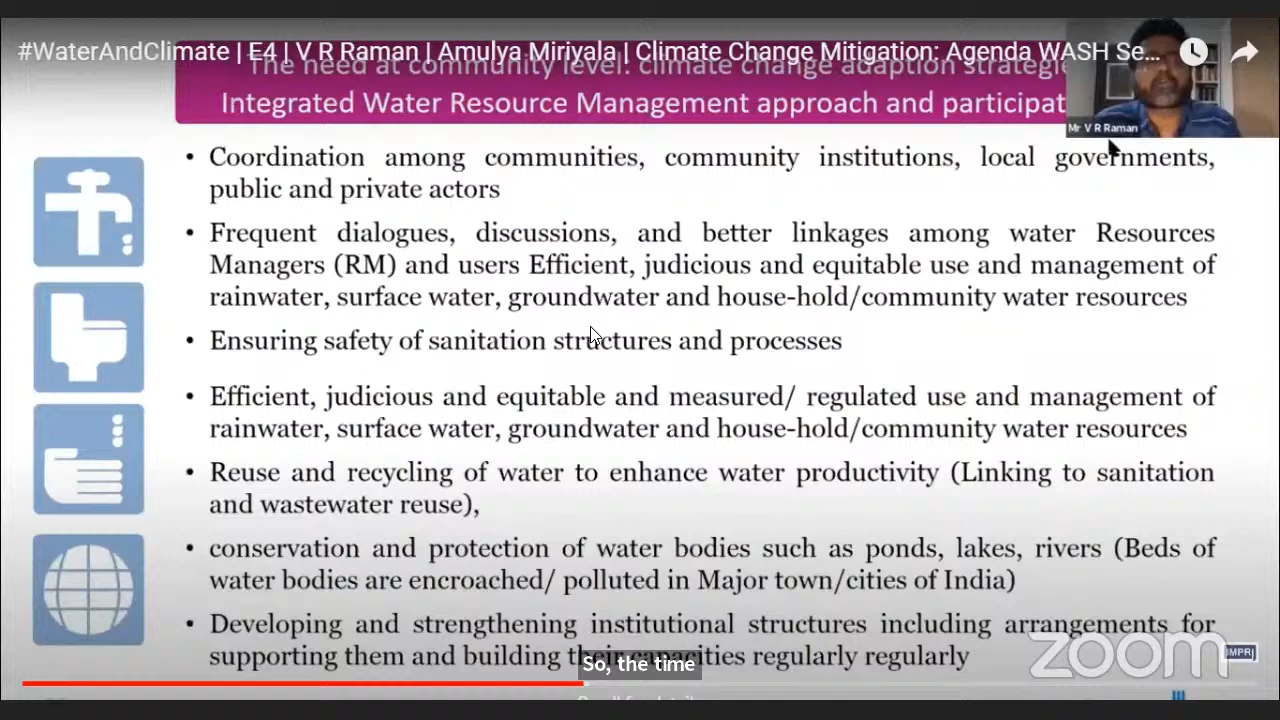 #WaterAndClimate | E4 | V R Raman | Amulya Miriyala | Climate Change Mitigation: Agenda WASH Se...
The need at community level: climate change adaption strategie
Integrated Water Resource Management approach and participat
Mr V R Raman
• Coordination among communities, community institutions, local governments,
public and private actors
• Frequent dialogues, discussions, and better linkages among water Resources
Managers (RM) and users Efficient, judicious and equitable use and management of
rainwater, surface water, groundwater and house-hold/community water resources
• Ensuring safety of sanitation structures and processes
• Efficient, judicious and equitable and measured/ regulated use and management of
rainwater, surface water, groundwater and house-hold/community water resources
• Reuse and recycling of water to enhance water productivity (Linking to sanitation
and wastewater reuse),
• conservation and protection of water bodies such as ponds, lakes, rivers (Beds of
water bodies are encroached/ polluted in Major town/cities of India)
• Developing and strengthening institutional structures including arrangements for
supporting them and building their capacities regularly regularly
So, the time
zoom
IMPRI